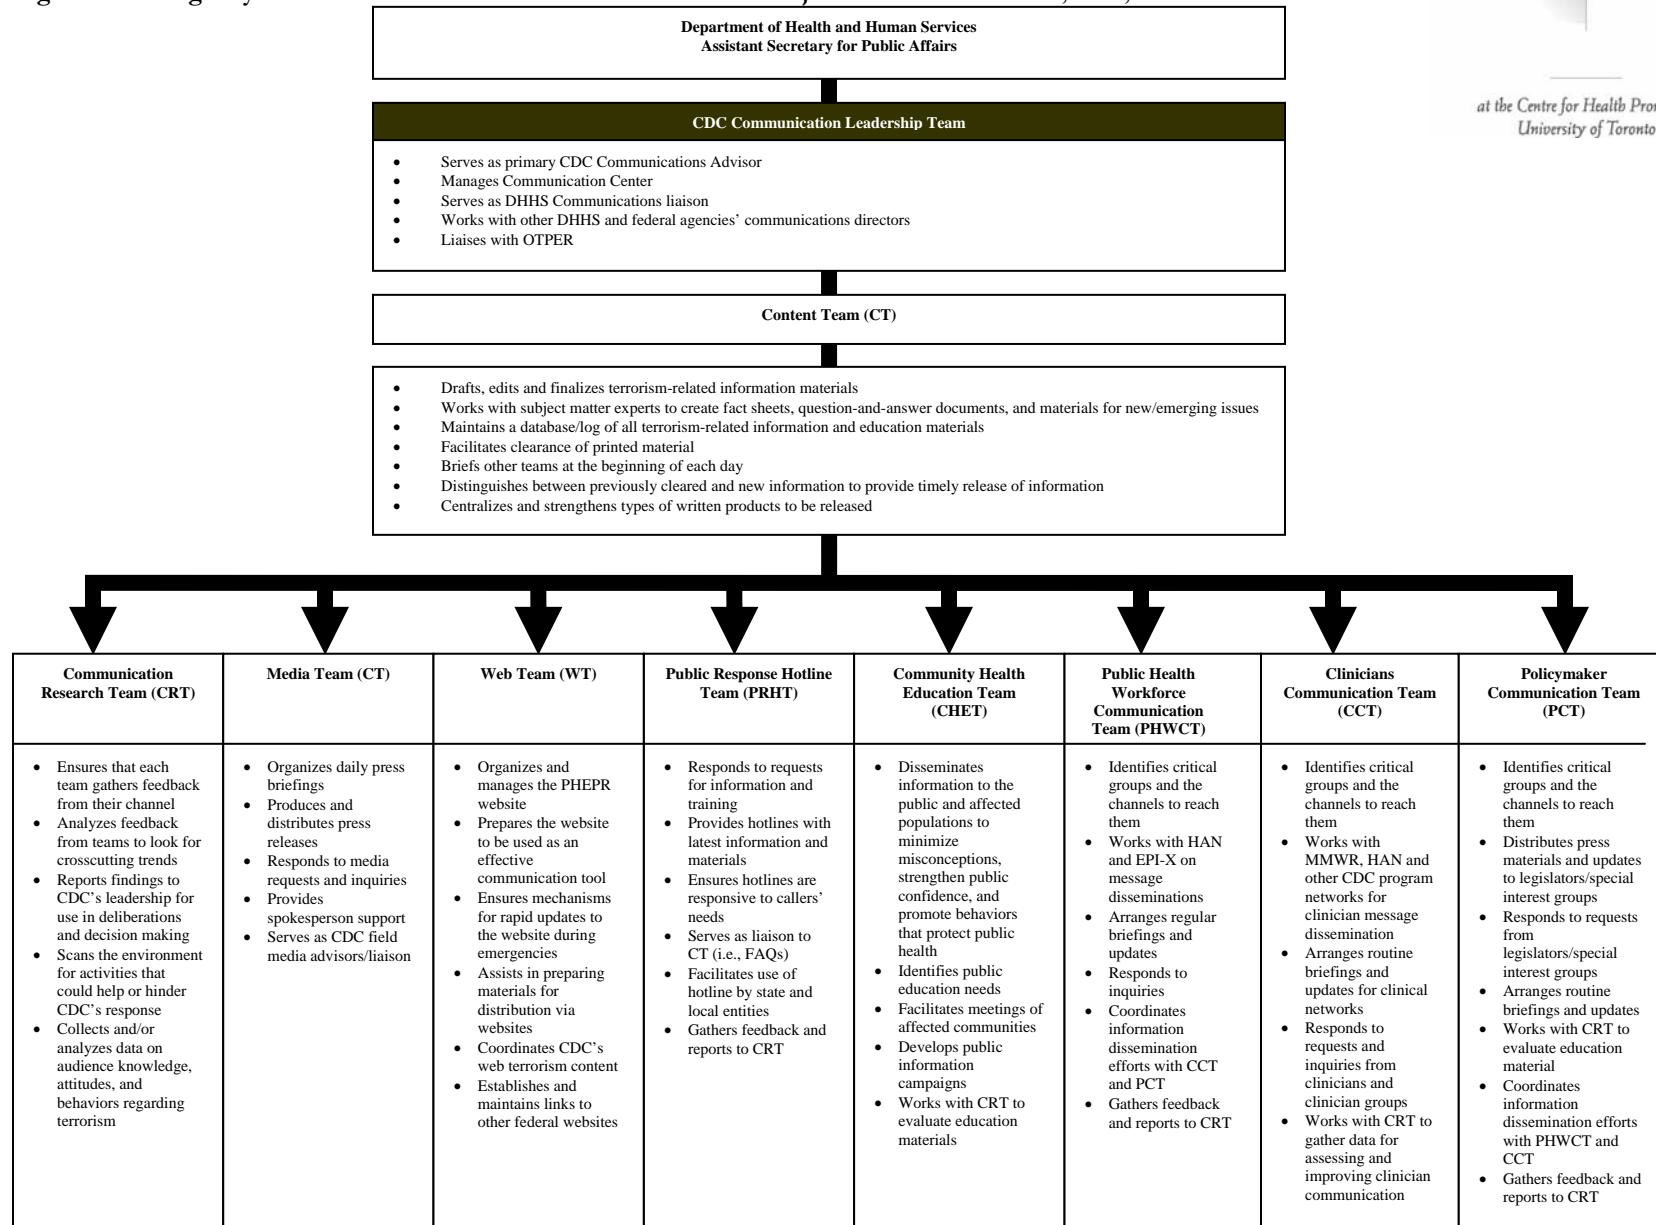 Department of Health and Human Services
Assistant Secretary for Public Affairs
at the Centre for Health
University of Toronto
CDC Communication Leadership Team
• Serves as primary CDC Communications Advisor
• Manages Communication Center
• Serves as DHHS Communications liaison
• Works with other DHHS and federal agencies’ communications directors
• Liaises with OTPER
Content Team (CT)
• Drafts, edits and finalizes terrorism-related information materials
• Works with subject matter experts to create fact sheets, question-and-answer documents, and materials for new/emerging issues
• Maintains a database/log of all terrorism-related information and education materials
• Facilitates clearance of printed material
• Briefs other teams at the beginning of each day
• Distinguishes between previously cleared and new information to provide timely release of information
• Centralizes and strengthens types of written products to be released
Communication
Research Team (CRT)
• Ensures that each
team gathers feedback
from their channel
• Analyzes feedback
from teams to look for
crosscutting trends
• Reports findings to
CDC’s leadership for
use in deliberations
and decision making
• Scans the environment
for activities that
could help or hinder
CDC’s response
• Collects and/or
analyzes data on
audience knowledge,
attitudes, and
behaviors regarding
terrorism
Media Team (CT)
• Organizes daily press
briefings
• Produces and
distributes press
releases
• Responds to media
requests and inquiries
• Provides
spokesperson support
• Serves as CDC field
media advisors/liaison
Web Team (WT)
• Organizes and
manages the PHEPR
website
• Prepares the website
to be used as an
effective
communication tool
• Ensures mechanisms
for rapid updates to
the website during
emergencies
• Assists in preparing
materials for
distribution via
websites
• Coordinates CDC’s
web terrorism content
• Establishes and
maintains links to
other federal websites
Public Response Hotline
Team (PRHT)
• Responds to requests
for information and
training
• Provides hotlines with
latest information and
materials
• Ensures hotlines are
responsive to callers’
needs
• Serves as liaison to
CT (i.e., FAQs)
• Facilitates use of
hotline by state and
local entities
• Gathers feedback and
reports to CRT
Community Health
Education Team
(CHET)
• Disseminates
information to the
public and affected
populations to
minimize
misconceptions,
strengthen public
confidence, and
promote behaviors
that protect public
health
• Identifies public
education needs
• Facilitates meetings of
affected communities
• Develops public
information
campaigns
• Works with CRT to
evaluate education
materials
Public Health
Workforce
Communication
Team (PHWCT)
• Identifies critical
groups and the
channels to reach
them
• Works with HAN
and EPI-X on
message
disseminations
• Arranges regular
briefings and
updates
• Responds to
inquiries
• Coordinates
information
dissemination
efforts with CCT
and PCT
• Gathers feedback
and reports to CRT
Clinicians
Communication Team
(CCT)
• Identifies critical
groups and the
channels to reach
them
• Works with
MMWR, HAN and
other CDC program
networks for
clinician message
dissemination
• Arranges routine
briefings and
updates for clinical
networks
• Responds to
requests and
inquiries from
clinicians and
clinician groups
• Works with CRT to
gather data for
assessing and
improving clinician
communication
Policymaker
Communication Team
(PCT)
• Identifies critical
groups and the
channels to reach
them
• Distributes press
materials and updates
to legislators/special
interest groups
• Responds to requests
from
legislators/special
interest groups
• Arranges routine
briefings and updates
• Works with CRT to
evaluate education
material
• Coordinates
information
dissemination efforts
with PHWCT and
CCT
• Gathers feedback and
reports to CRT